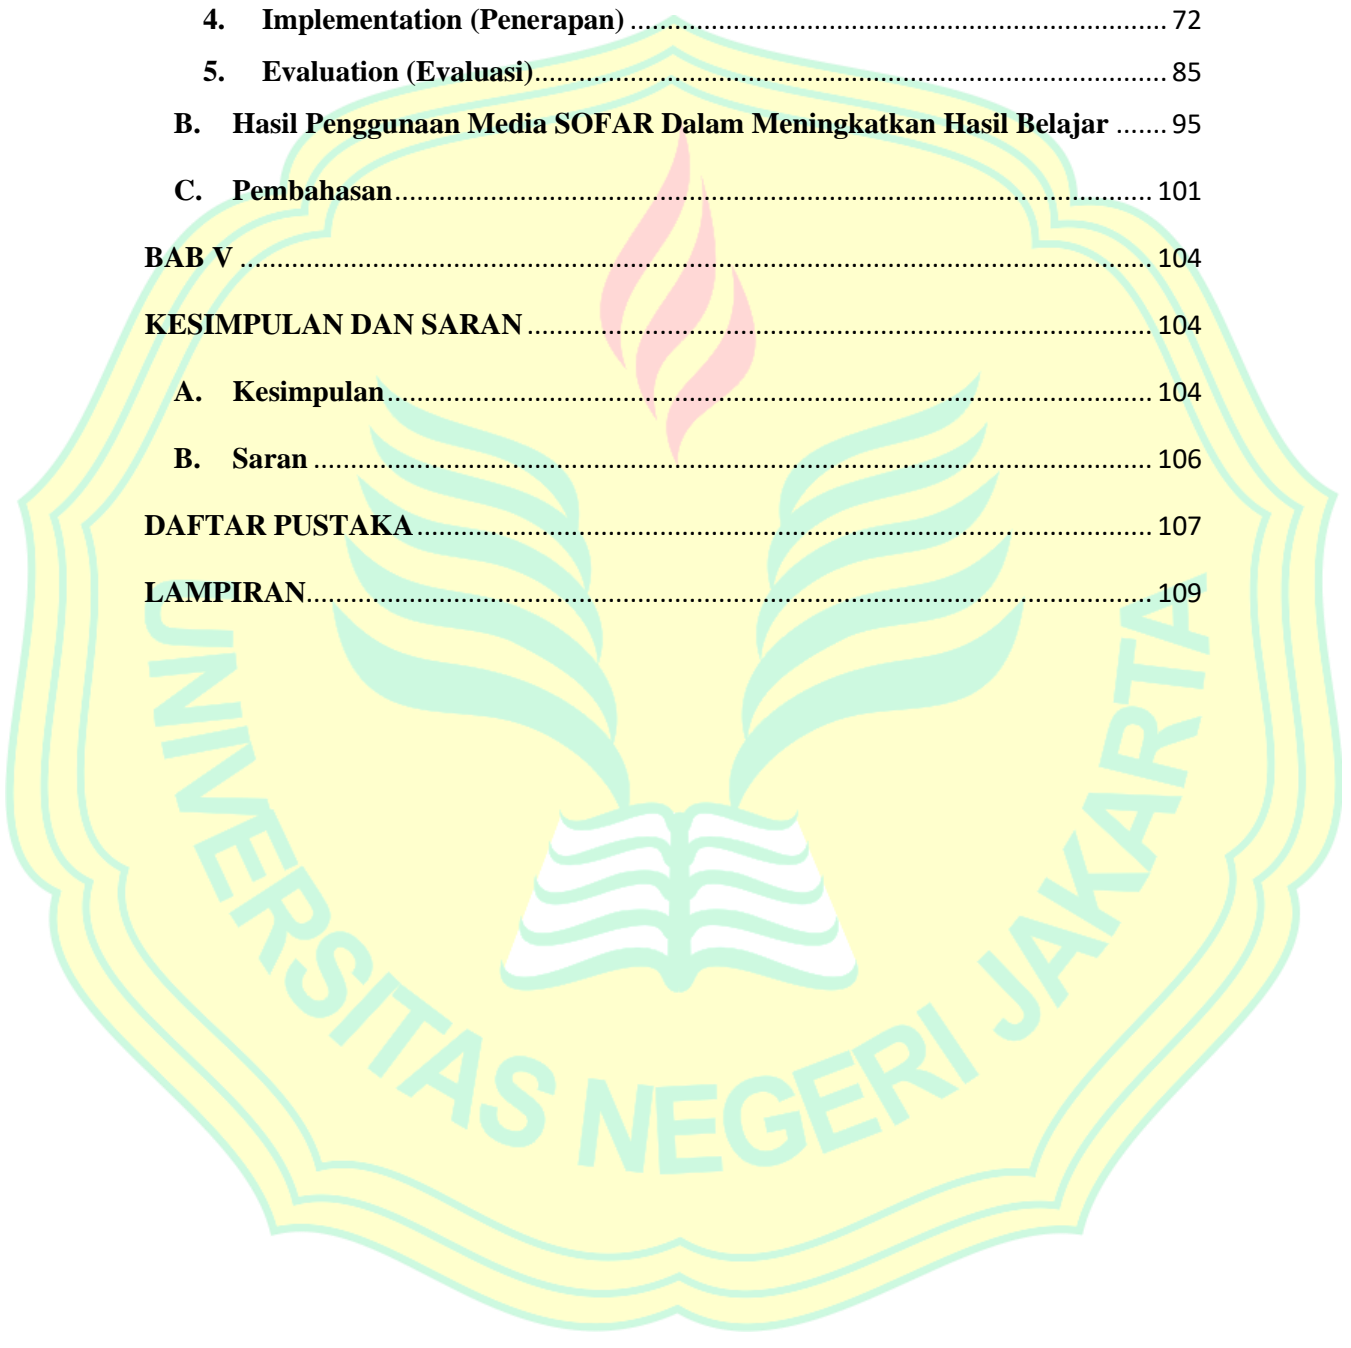 4. Implementation (Penerapan) ........................................ 72
5. Evaluation (Evaluasi) ........................................ 85
B. Hasil Penggunaan Media SOFAR Dalam Meningkatkan Hasil Belajar ....... 95
C. Pembahasan ........................................ 101
BAB V ........................................ 104
KESIMPULAN DAN SARAN ........................................ 104
A. Kesimpulan ........................................ 104
B. Saran ........................................ 106
DAFTAR PUSTAKA ........................................ 107
LAMPIRAN ........................................ 109
UNIVERSITAS NEGERI JAKARTA